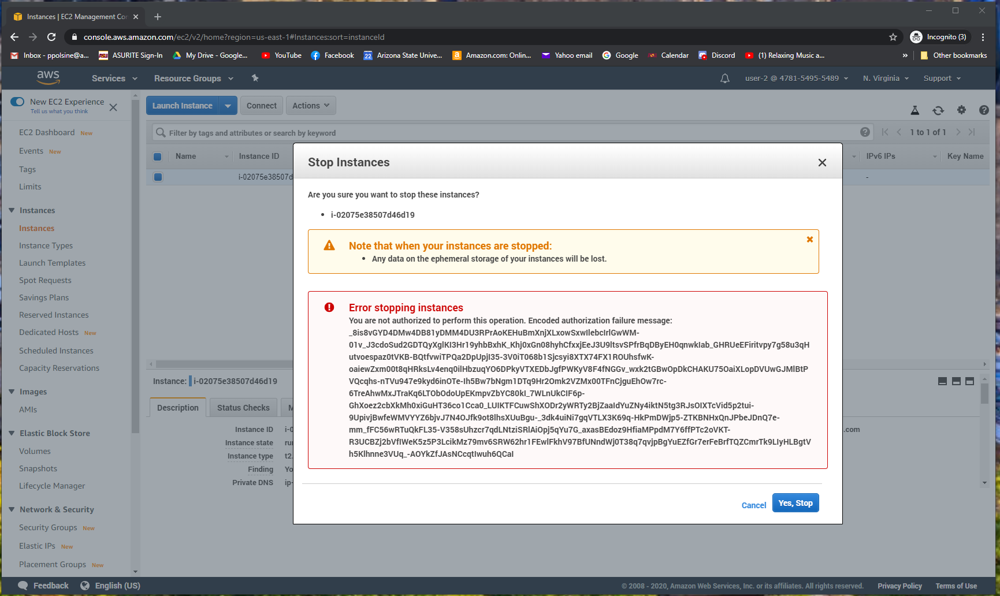 Instances | EC2 Management Con
console.aws.amazon.com/ec2/v2/home?region=us-east-1#Instances:sort=instanceId
Incognito (3)
Inbox - ppolsine@a...
ASURITE Sign-In
My Drive - Google...
YouTube
Facebook
22
Arizona State Unive...
Amazon.com: Onlin...
Yahoo email
Google
Calendar
Discord
(1) Relaxing Music a...
»
Other bookmarks
aws
Services
Resource Groups
user-2 @ 4781-5495-5489
N. Virginia
Support
New EC2 Experience
Tell us what you think
Launch Instance
Connect
Actions
EC2 Dashboard New
Events New
Tags
Limits
Instances
Instances
Instance Types
Launch Templates
Spot Requests
Savings Plans
Reserved Instances
Dedicated Hosts New
Scheduled Instances
Capacity Reservations
Images
AMIs
Elastic Block Store
Volumes
Snapshots
Lifecycle Manager
Network & Security
Security Groups New
Elastic IPs New
Placement Groups New
Filter by tags and attributes or search by keyword
1 to 1 of 1
Name
Instance ID
IPv6 IPs
Key Name
i-02075e38507d
-
Stop Instances
Are you sure you want to stop these instances?
• i-02075e38507d46d19
Note that when your instances are stopped:
• Any data on the ephemeral storage of your instances will be lost.
Error stopping instances
You are not authorized to perform this operation. Encoded authorization failure message:
_8is8vGYD4DMw4DB81yDMM4DU3RPrAoKEHuBmXnjXLxowSxwIlebcIrlGwWM-
01v_J3cdoSud2GDTQyXglKI3Hr19yhbBxhK_Khj0xGn08hyhCfxxjEeJ3U9ltsvSPfrBqDByEH0qnwkIab_GHRUeEFiritvpy7g58u3qH
utvoespaz0tVKB-BQtfvwiTPQa2DpUpjI35-3V0iT068b1Sjcsyi8XTX74FX1ROUhsfwK-
oaiewZxm00t8qHRksLv4enq0ilHbzuqYO6DPkyVTXEDbJgfPWKyV8F4fNGGv_wxk2tGBwOpDkCHAKU75OaiXLopDVUwGJMlBtP
VQcqhs-nTVu947e9kyd6inOTe-Ih5Bw7bNgm1DTq9Hr2Omk2VZMx00TFnCjguEhOw7rc-
6TreAhwMxJTraKq6LTObOdoUpEKmpvZbYC80kI_7WLnUkCIF6p-
GhXoez2cbXkMh0xiGuHT36co1Cca0_LUIKTFCuwShXODr2yWRTy2BjZaaIdYuZNy4iktN5tg3RJsOIXTcVid5p2tui-
9UpivjBwfeWMVYYZ6bjvJ7N4OJfk9ot8IhsXUuBgu-_3dk4uiNi7gqVTLX3K69q-HkPmDWjp5-ZTKBNHxQnJPbeJDnQ7e-
mm_fFC56wRTuQkFL35-V358sUhzcr7qdLNtziSRlAiOpj5qYu7G_axasBEdoz9HfiaMPpdM7Y6ffPTc2oVKT-
R3UCBZj2bVfIWeK5z5P3LcikMz79mv6SRW62hr1FEwlFkhV97BfUNndWj0T38q7qvjpBgYuEZfGr7erFeBrfTQZCmrTk9LIyHLBgtV
h5Klhnne3VUq_-AOYkZfJAsNCcqtIwuh6QCaI
Cancel
Yes, Stop
Instance: i-02075e38507d46d19
Description
Status Checks
M
Instance ID i-0
Instance state ru
Instance type t2.
Finding Yo
Private DNS ip-
.com
Feedback
English (US)
© 2008 - 2020, Amazon Web Services, Inc. or its affiliates. All rights reserved.
Privacy Policy
Terms of Use